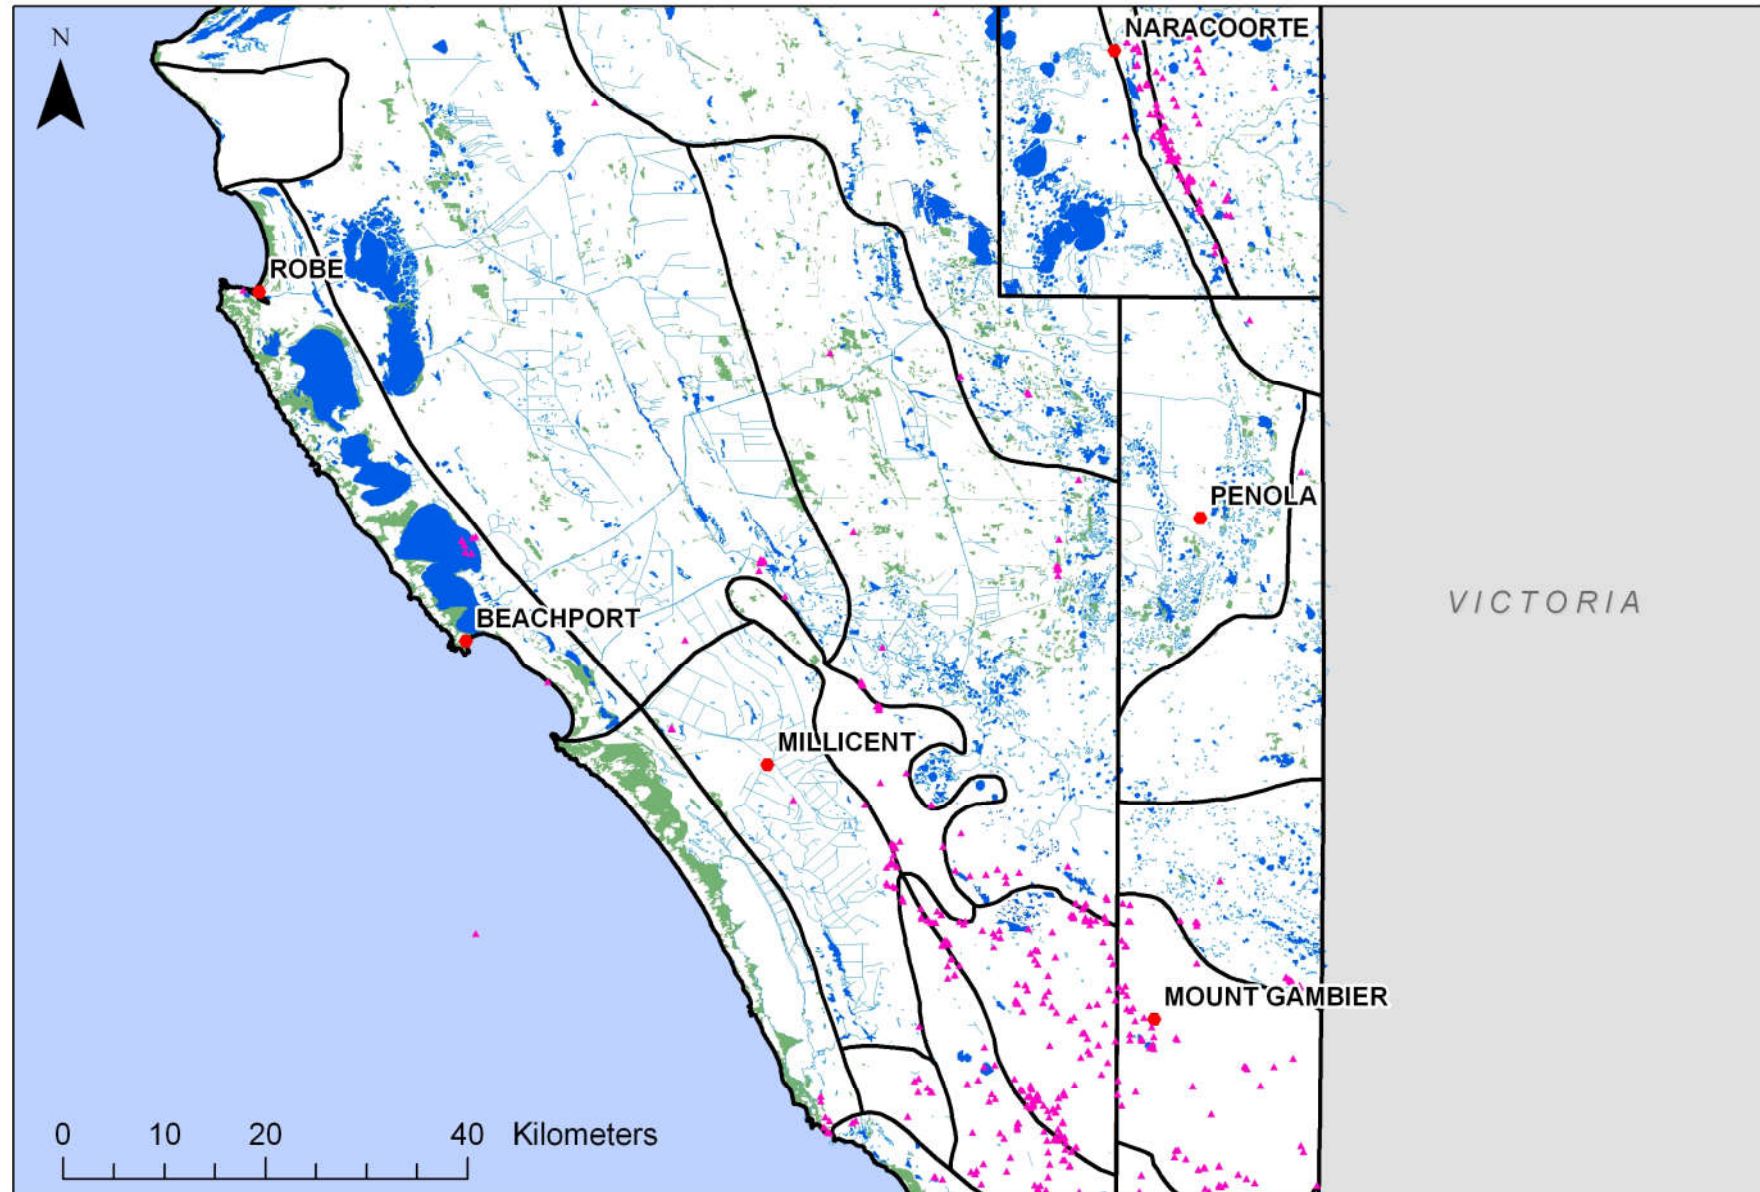 N
NARACOORTE
ROBE
PENOLA
VICTORIA
BEACHPORT
MILLICENT
MOUNT GAMBIER
0 10 20 40 Kilometers